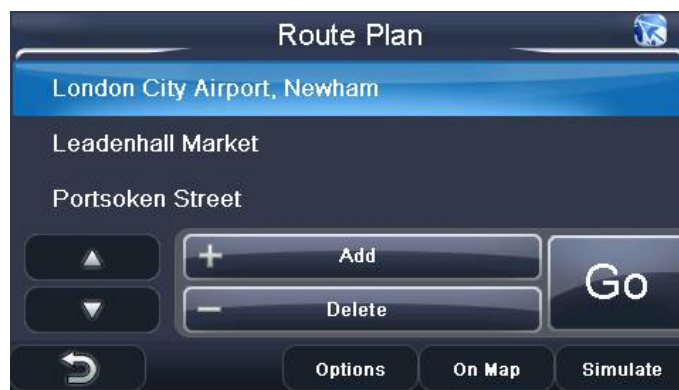 Route Plan
London City Airport, Newham
Leadenhall Market
Portsoken Street
Add
Delete
Go
Options
On Map
Simulate